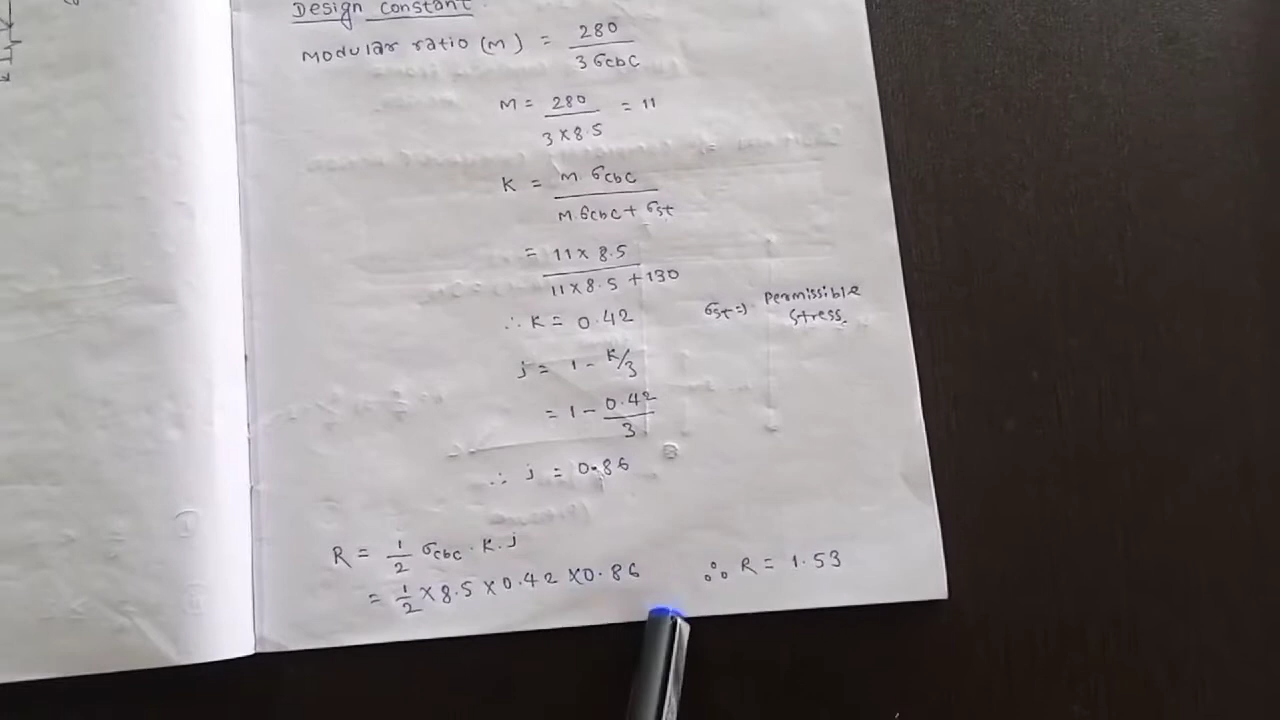 Design constant
Modular ratio (m) = 280 / 3 σcbc
M = 280 / 3 × 8.5 = 11
K = m. σcbc / m. σcbc + σst
= 11 × 8.5 / 11 × 8.5 + 130
∴ K = 0.42
σst ⇒ Permissible stress.
j = 1 - K/3
= 1 - 0.42 / 3
∴ j = 0.86
R = 1/2 σcbc . K. j
= 1/2 × 8.5 × 0.42 × 0.86 ∴ R = 1.53